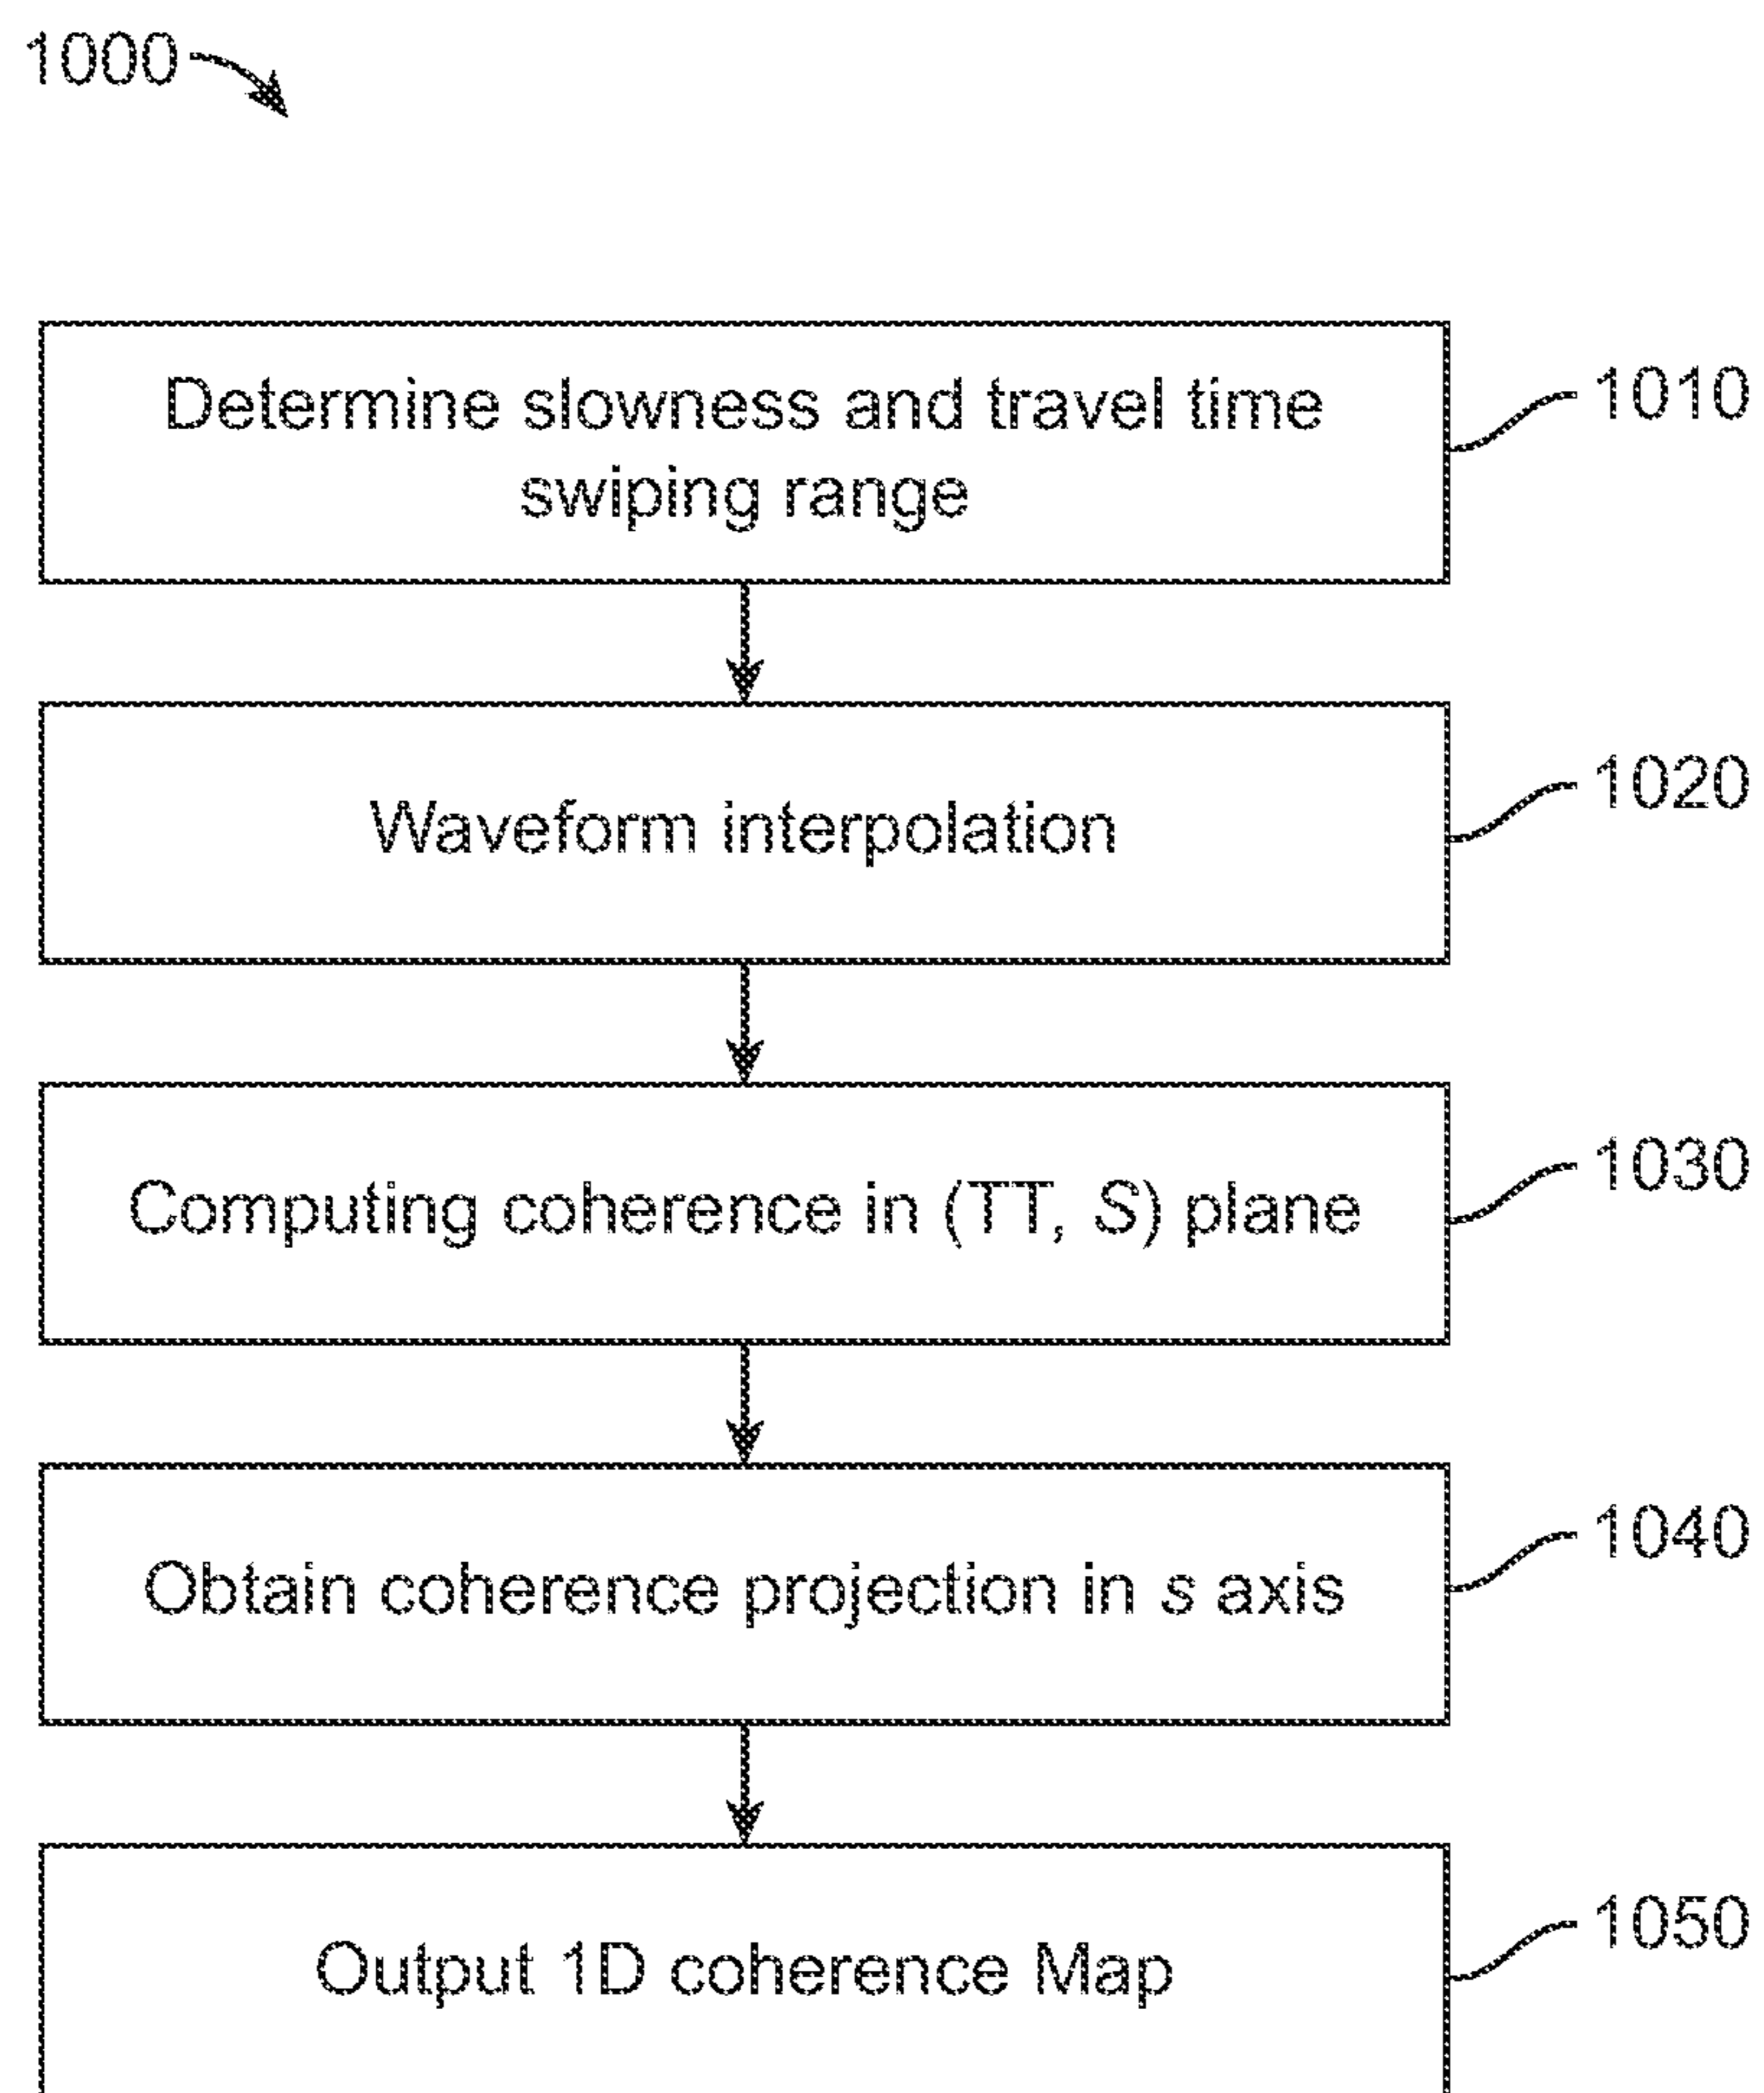 1000
Determine slowness and travel time
swiping range
1010
Waveform interpolation
1020
Computing coherence in (TT, S) plane
1030
Obtain coherence projection in s axis
1040
Output 1D coherence Map
1050